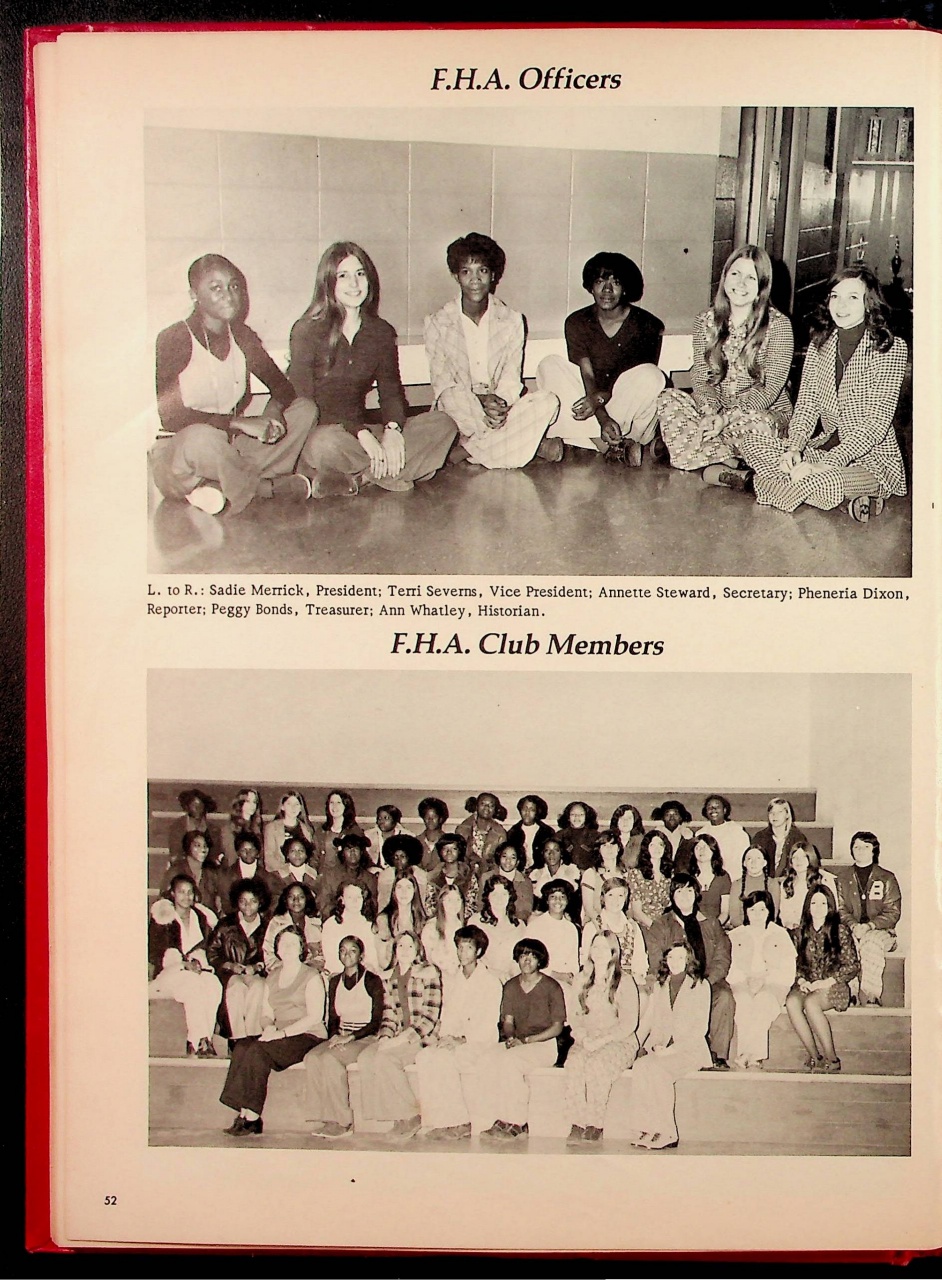 F.H.A. Officers
L. to R.: Sadie Merrick, President; Terri Severns, Vice President; Annette Steward, Secretary; Pheneria Dixon,
Reporter; Peggy Bonds, Treasurer; Ann Whatley, Historian.
F.H.A. Club Members
B
52